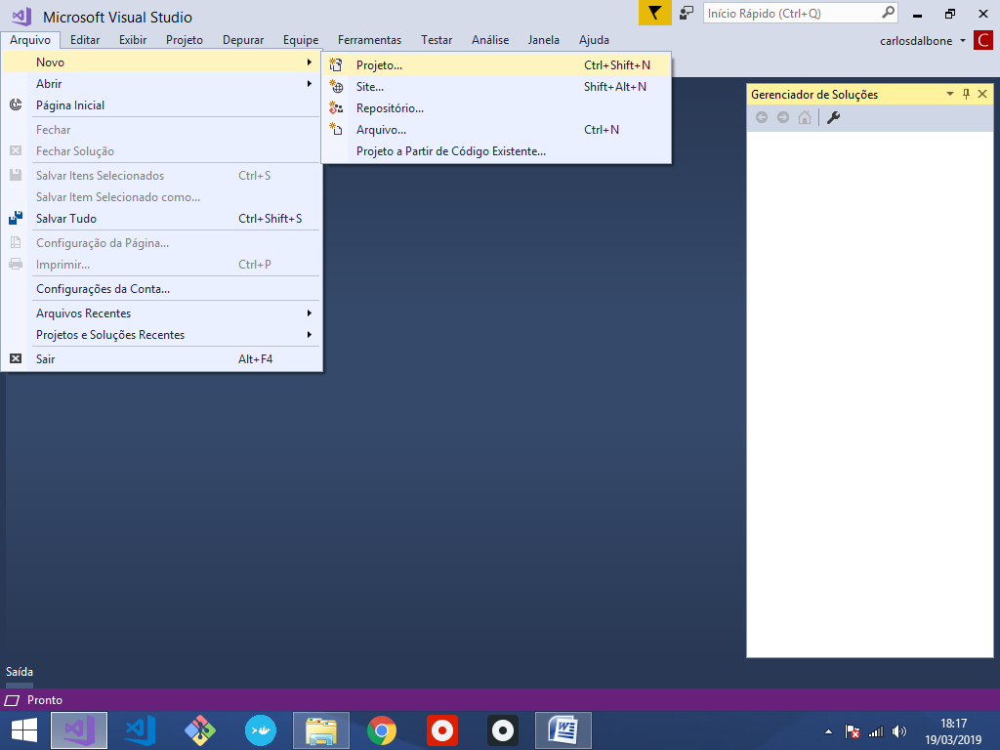 Microsoft Visual Studio
Início Rápido (Ctrl+Q)
Arquivo Editar Exibir Projeto Depurar Equipe Ferramentas Testar Análise Janela Ajuda
carlosdalbone C
Novo
Abrir
Página Inicial
Fechar
Fechar Solução
Salvar Itens Selecionados Ctrl+S
Salvar Item Selecionado como...
Salvar Tudo Ctrl+Shift+S
Configuração da Página...
Imprimir... Ctrl+P
Configurações da Conta...
Arquivos Recentes
Projetos e Soluções Recentes
Sair Alt+F4
Projeto... Ctrl+Shift+N
Site... Shift+Alt+N
Repositório...
Arquivo... Ctrl+N
Projeto a Partir de Código Existente...
Gerenciador de Soluções
Saída
Pronto
W
18:17
19/03/2019